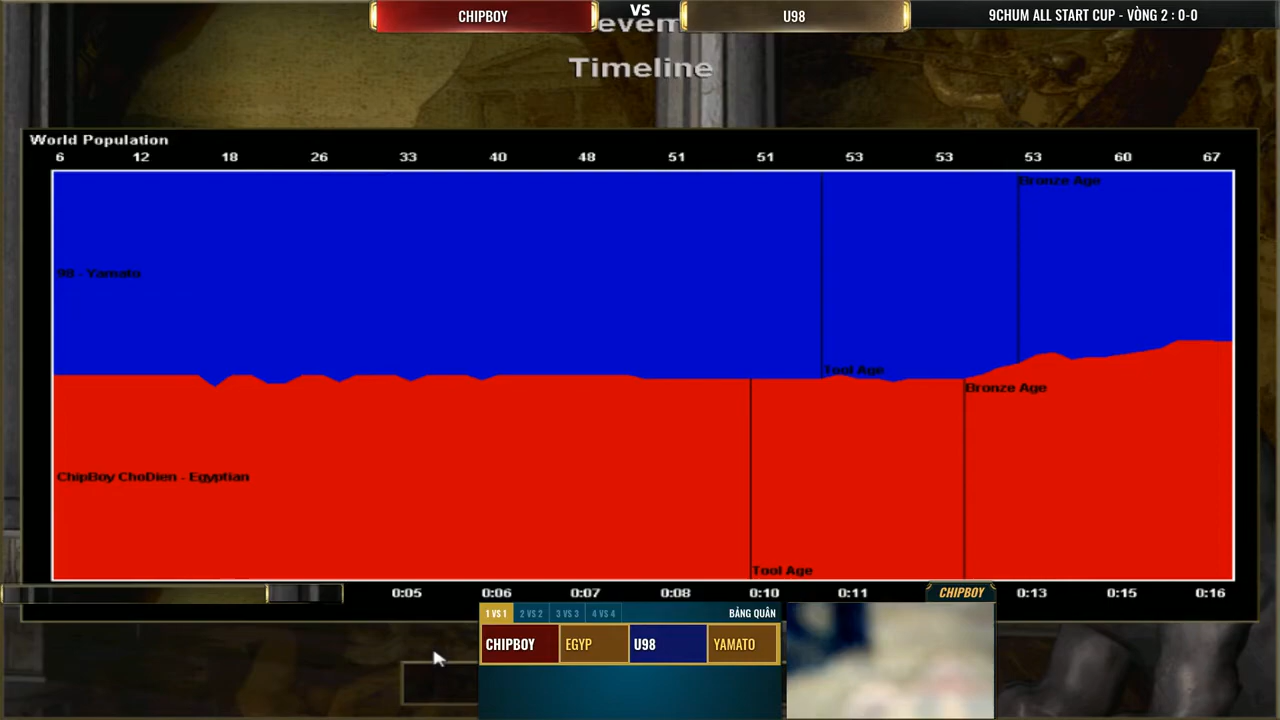 CHIPBOY
VS
U98
9CHUM ALL START CUP - VÒNG 2 : 0-0
Timeline
World Population
6 12 18 26 33 40 48 51 51 53 53 53 60 67
Bronze Age
98 - Yamato
Tool Age
Bronze Age
ChipBoy ChoDien - Egyptian
Tool Age
0:05 0:06 0:07 0:08 0:10 0:11 0:13 0:15 0:16
CHIPBOY
1 VS 1 2 VS 2 3 VS 3 4 VS 4 BẢNG QUÂN
CHIPBOY EGYP U98 YAMATO